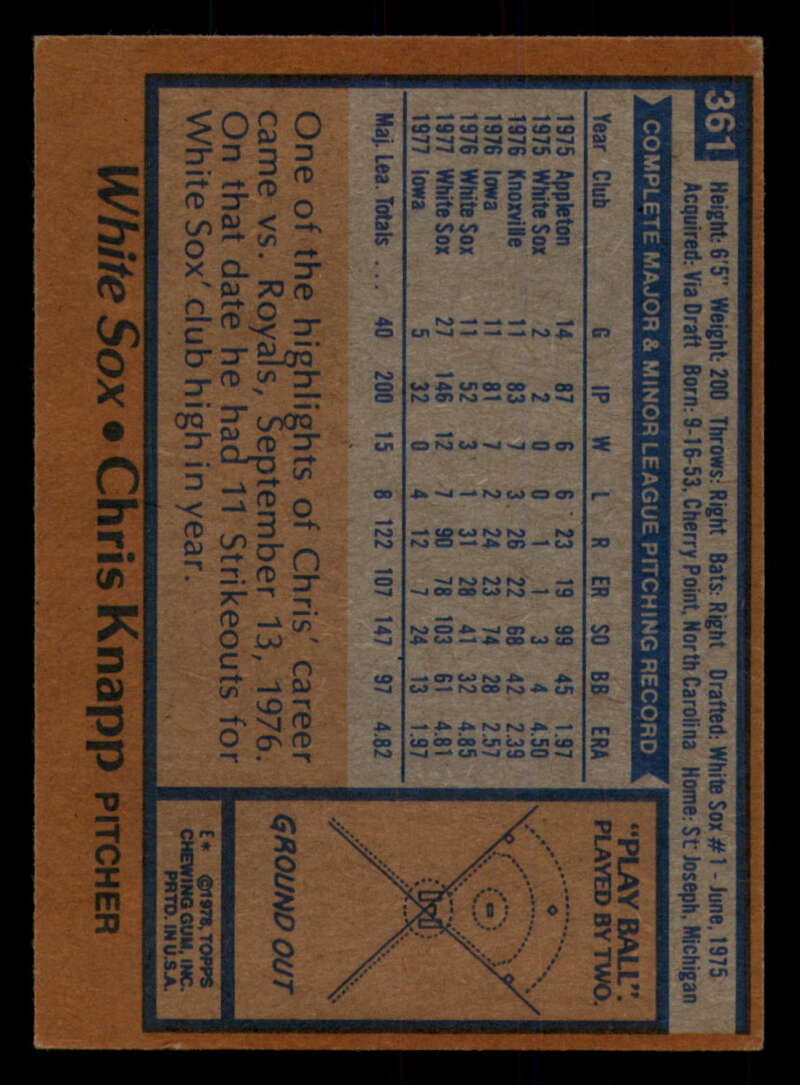 361
Height: 6'5" Weight: 200 Throws: Right Bats: Right Drafted: White Sox #1 - June, 1975
Acquired: Via Draft Born: 9-16-53, Cherry Point, North Carolina Home: St. Joseph, Michigan
COMPLETE MAJOR & MINOR LEAGUE PITCHING RECORD
Year Club G IP W L R ER SO BB ERA
1975 Appleton 14 87 6 6 23 19 99 45 1.97
1975 White Sox 2 2 0 0 1 1 3 4 4.50
1976 Knoxville 11 83 7 3 26 22 68 42 2.39
1976 Iowa 11 81 7 2 24 23 74 28 2.57
1976 White Sox 11 52 3 1 31 28 41 32 4.85
1977 White Sox 27 146 12 7 90 78 103 61 4.81
1977 Iowa 5 32 0 4 12 7 24 13 1.97
Maj. Lea. Totals ... 40 200 15 8 122 107 147 97 4.82
One of the highlights of Chris' career
came vs. Royals, September 13, 1976.
On that date he had 11 Strikeouts for
White Sox' club high in year.
"PLAY BALL".
PLAYED BY TWO.
GROUND OUT
E* ©1978, TOPPS
CHEWING GUM, INC.
PRTD. IN U.S.A.
White Sox • Chris Knapp PITCHER